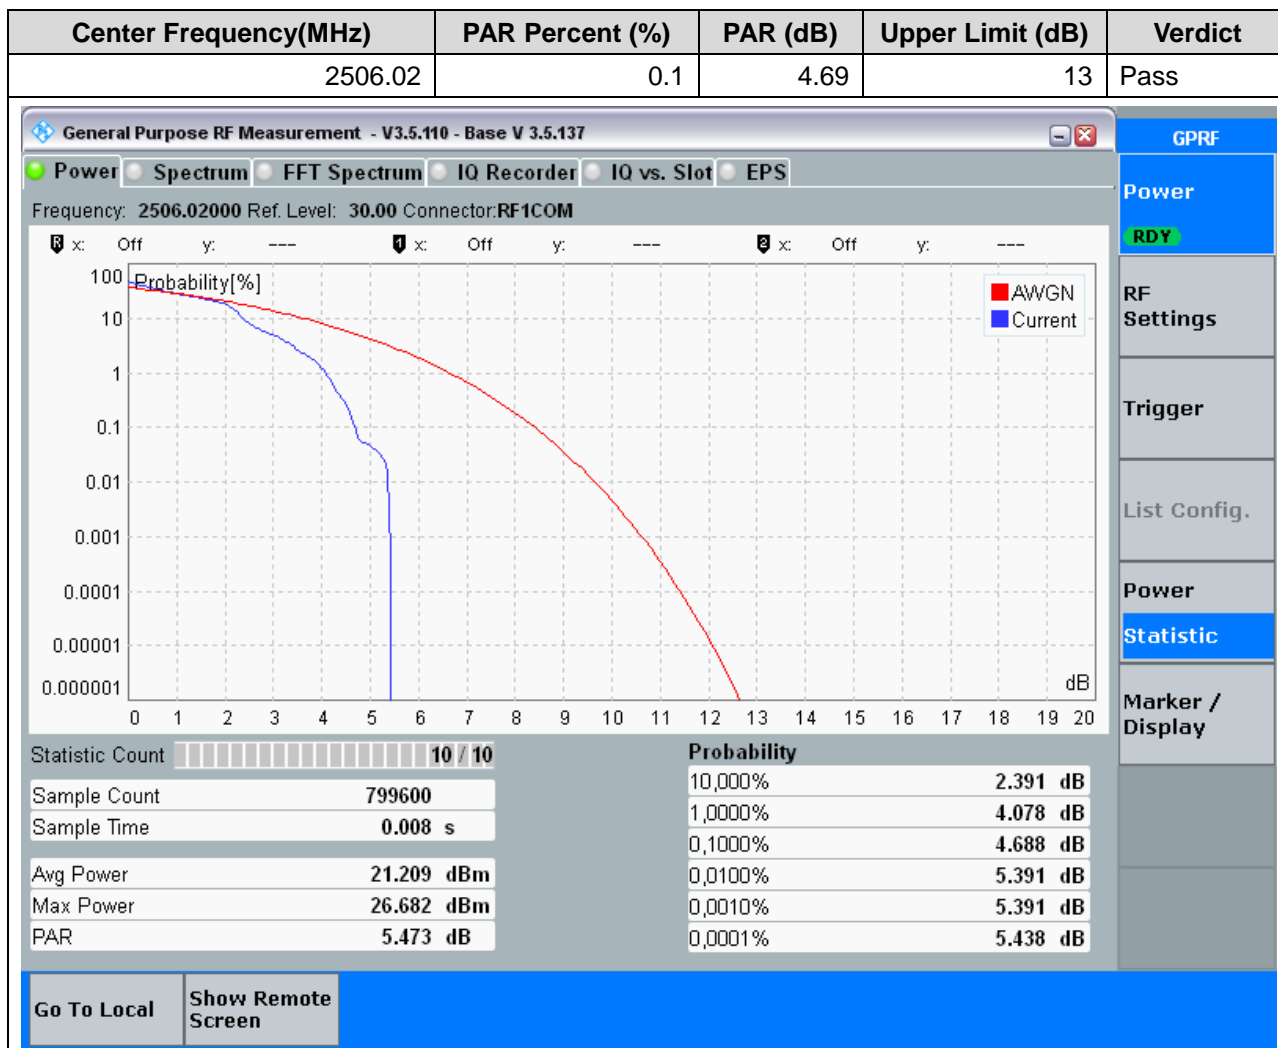 Center Frequency(MHz) PAR Percent (%) PAR (dB) Upper Limit (dB) Verdict
2506.02 0.1 4.69 13 Pass
General Purpose RF Measurement - V3.5.110 - Base V 3.5.137
GPRF
Power Spectrum FFT Spectrum IQ Recorder IQ vs. Slot EPS
Frequency: 2506.02000 Ref. Level: 30.00 Connector:RF1COM
R x: Off y: --- 1 x: Off y: --- 2 x: Off y: ---
Probability[%]
AWGN
Current
100
10
1
0.1
0.01
0.001
0.0001
0.00001
0.000001
dB
0 1 2 3 4 5 6 7 8 9 10 11 12 13 14 15 16 17 18 19 20
Statistic Count 10 / 10
Sample Count 799600
Sample Time 0.008 s
Avg Power 21.209 dBm
Max Power 26.682 dBm
PAR 5.473 dB
Probability
10,000% 2.391 dB
1,0000% 4.078 dB
0,1000% 4.688 dB
0,0100% 5.391 dB
0,0010% 5.391 dB
0,0001% 5.438 dB
Power
RDY
RF
Settings
Trigger
List Config.
Power
Statistic
Marker /
Display
Go To Local
Show Remote
Screen